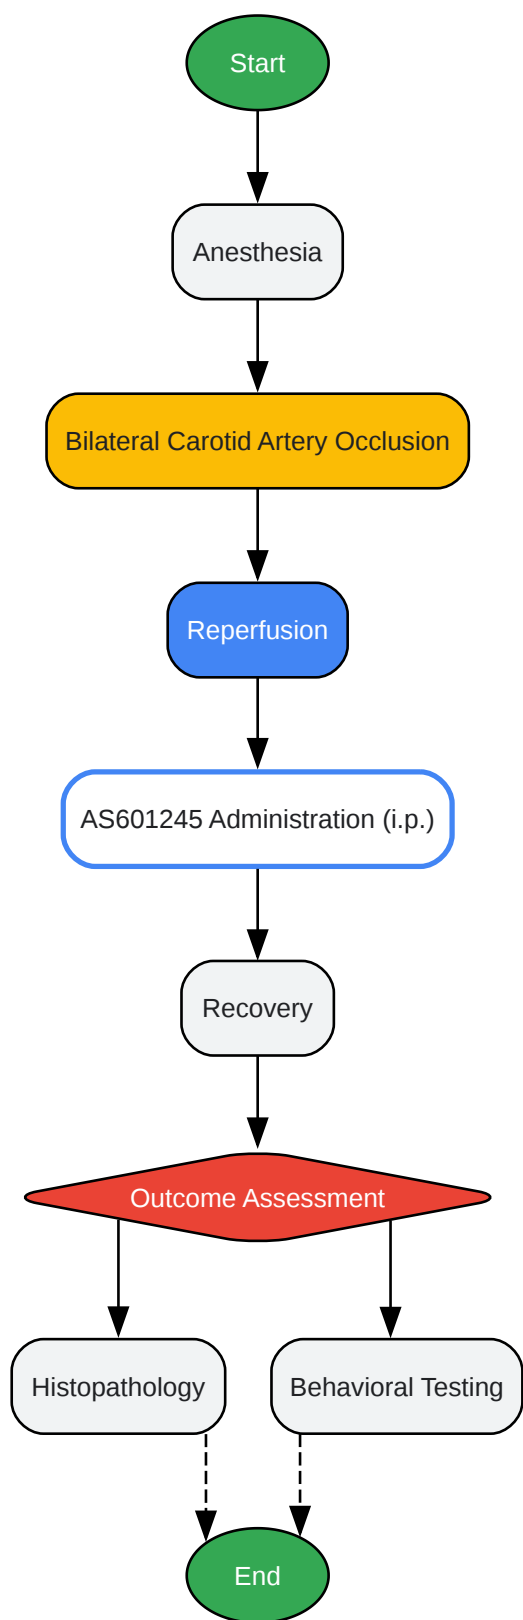 Start
Anesthesia
Bilateral Carotid Artery Occlusion
Reperfusion
AS601245 Administration (i.p.)
Recovery
Outcome Assessment
Histopathology
Behavioral Testing
End